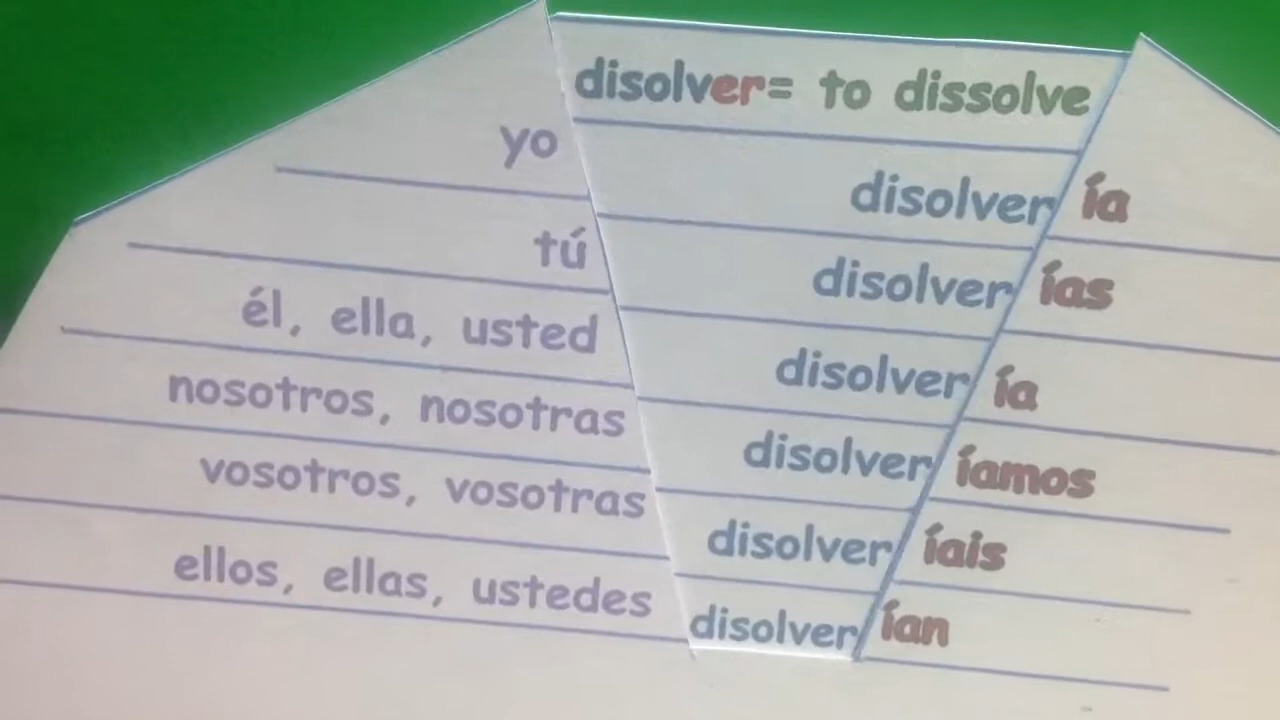 disolver= to dissolve
yo disolver ía
tú disolver ías
él, ella, usted disolver ía
nosotros, nosotras disolver íamos
vosotros, vosotras disolver íais
ellos, ellas, ustedes disolver ían